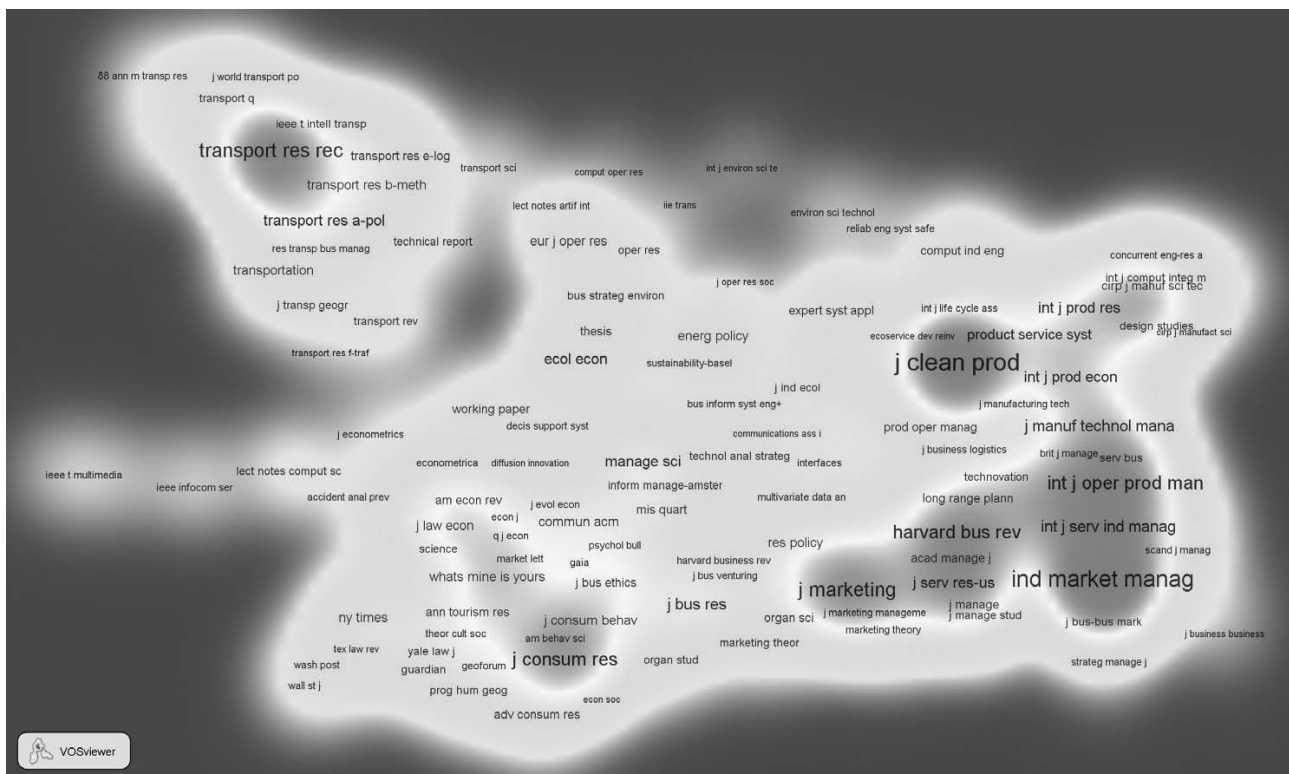 88 ann m transp res
j world transport po
transport q
ieee t intell transp
transport res rec
transport res e-log
transport sci
comput oper res
int j environ sci te
transport res b-meth
lect notes artif int
iie trans
environ sci technol
transport res a-pol
reliab eng syst safe
res transp bus manag
technical report
eur j oper res
oper res
comput ind eng
concurrent eng-res a
transportation
j oper res soc
int j comput integ m
cirp j manuf sci tec
bus strateg environ
j transp geogr
expert syst appl
int j life cycle ass
int j prod res
transport rev
thesis
energ policy
ecoservice dev reinv
product service syst
design studies
cirp j manufact sci
transport res f-traf
ecol econ
sustainability-basel
j clean prod
int j prod econ
j ind ecol
working paper
bus inform syst eng+
j manufacturing tech
decis support syst
j econometrics
communications ass i
prod oper manag
j manuf technol mana
j business logistics
brit j manage
serv bus
ieee t multimedia
lect notes comput sc
econometrica
diffusion innovation
manage sci
technol anal strateg
interfaces
ieee infocom ser
technovation
int j oper prod man
inform manage-amster
accident anal prev
am econ rev
j evol econ
multivariate data an
long range plann
mis quart
econ j
commun acm
j law econ
q j econ
harvard bus rev
int j serv ind manag
science
psychol bull
res policy
scand j manag
market lett
gaia
harvard business rev
acad manage j
whats mine is yours
j bus ethics
j bus venturing
j marketing
j serv res-us
ind market manag
ann tourism res
j bus res
j manage
ny times
j consum behav
organ sci
j marketing manageme
j manage stud
j bus-bus mark
theor cult soc
am behav sci
marketing theory
j business business
marketing theor
tex law rev
yale law j
j consum res
organ stud
strateg manage j
wash post
guardian
geoforum
wall st j
prog hum geog
econ soc
adv consum res
VOSviewer